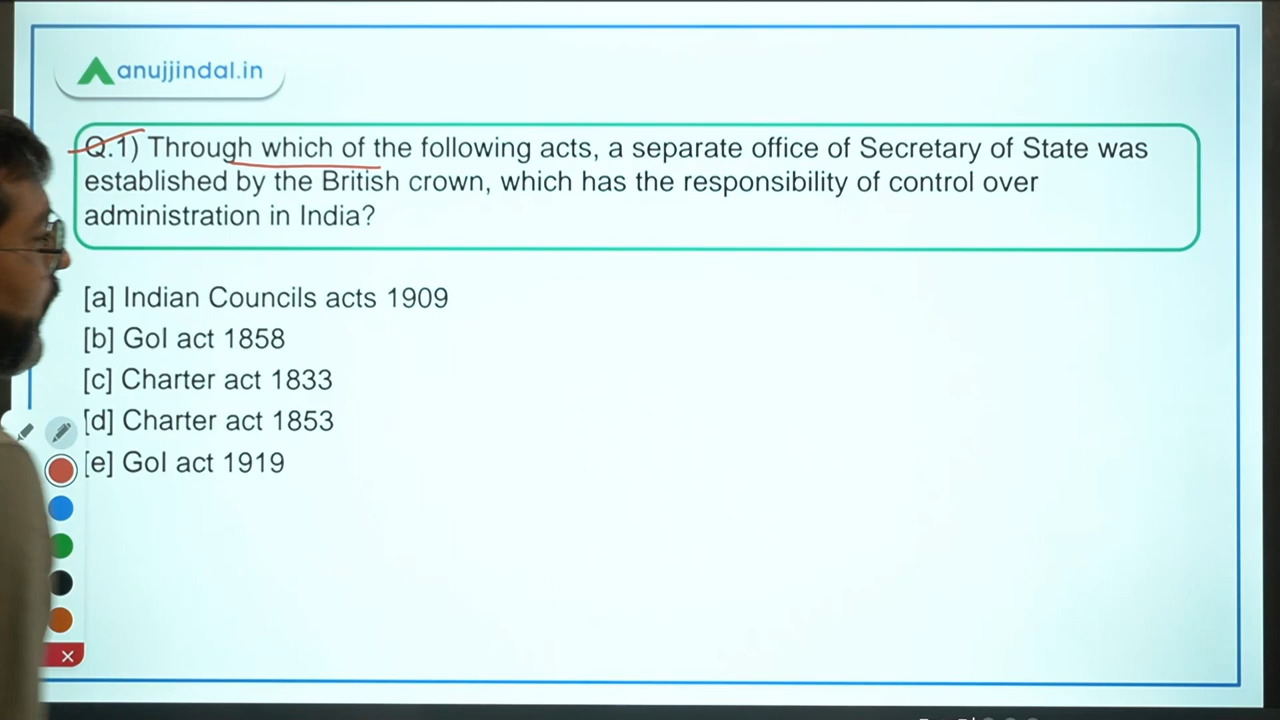 anujjindal.in
Q.1) Through which of the following acts, a separate office of Secretary of State was
established by the British crown, which has the responsibility of control over
administration in India?
[a] Indian Councils acts 1909
[b] GoI act 1858
[c] Charter act 1833
[d] Charter act 1853
[e] GoI act 1919